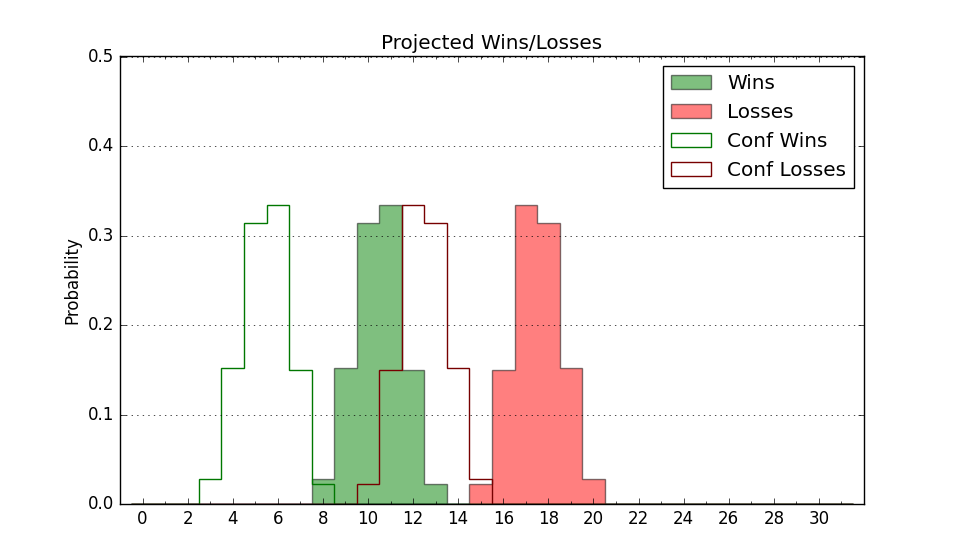 Projected Wins/Losses
0.5
0.4
0.3
0.2
0.1
0.0
Probability
Wins
Losses
Conf Wins
Conf Losses
0 2 4 6 8 10 12 14 16 18 20 22 24 26 28 30